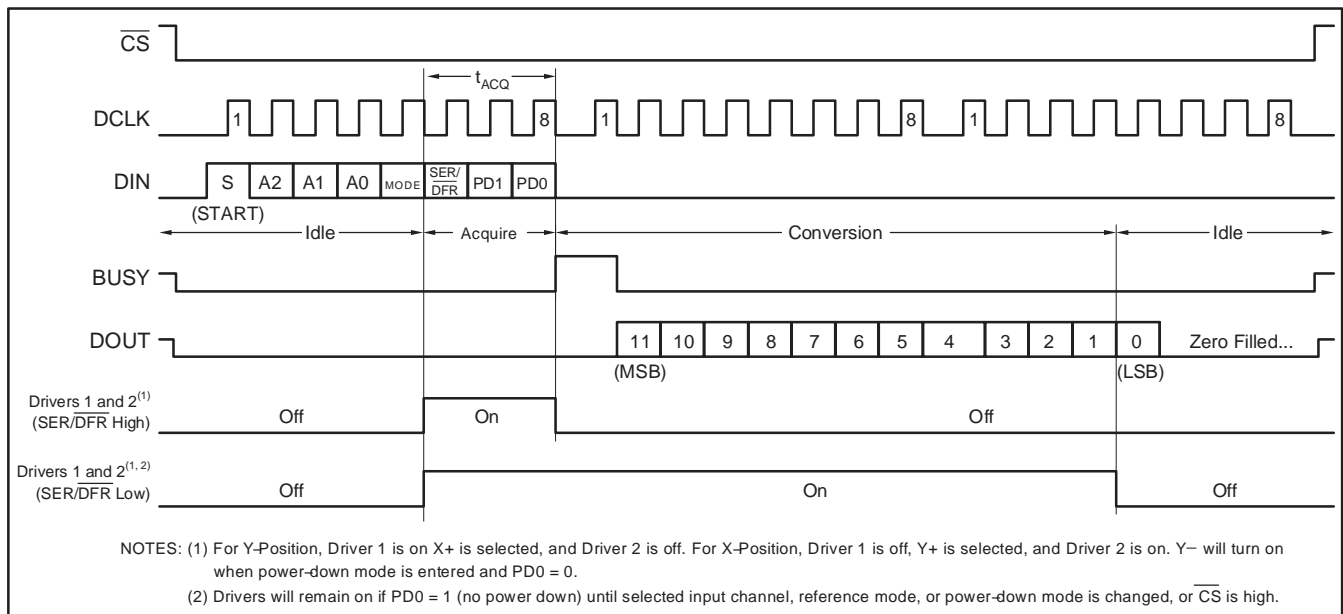 CS
tACQ
DCLK 1 8 1 8 1 8
DIN S A2 A1 A0 MODE SER/DFR PD1 PD0
(START)
Idle Acquire Conversion Idle
BUSY
DOUT 11 10 9 8 7 6 5 4 3 2 1 0 Zero Filled...
(MSB) (LSB)
Drivers 1 and 2(1)
(SER/DFR High) Off On Off
Drivers 1 and 2(1, 2)
(SER/DFR Low) Off On Off
NOTES: (1) For Y-Position, Driver 1 is on X+ is selected, and Driver 2 is off. For X-Position, Driver 1 is off, Y+ is selected, and Driver 2 is on. Y− will turn on
when power-down mode is entered and PD0 = 0.
(2) Drivers will remain on if PD0 = 1 (no power down) until selected input channel, reference mode, or power-down mode is changed, or CS is high.